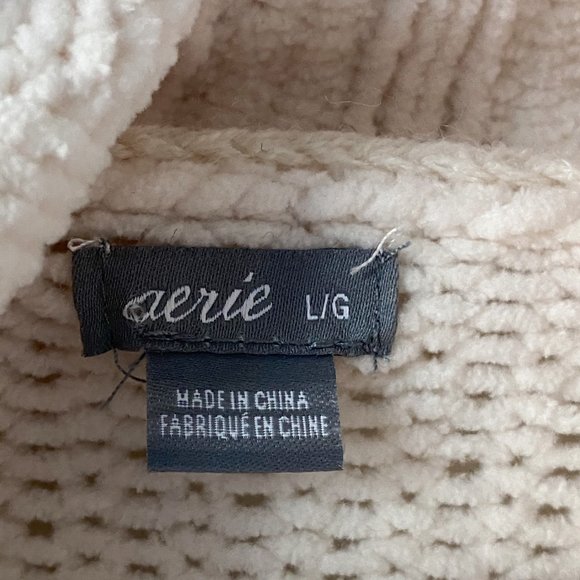 aerie L/G
MADE IN CHINA
FABRIQUÉ EN CHINE